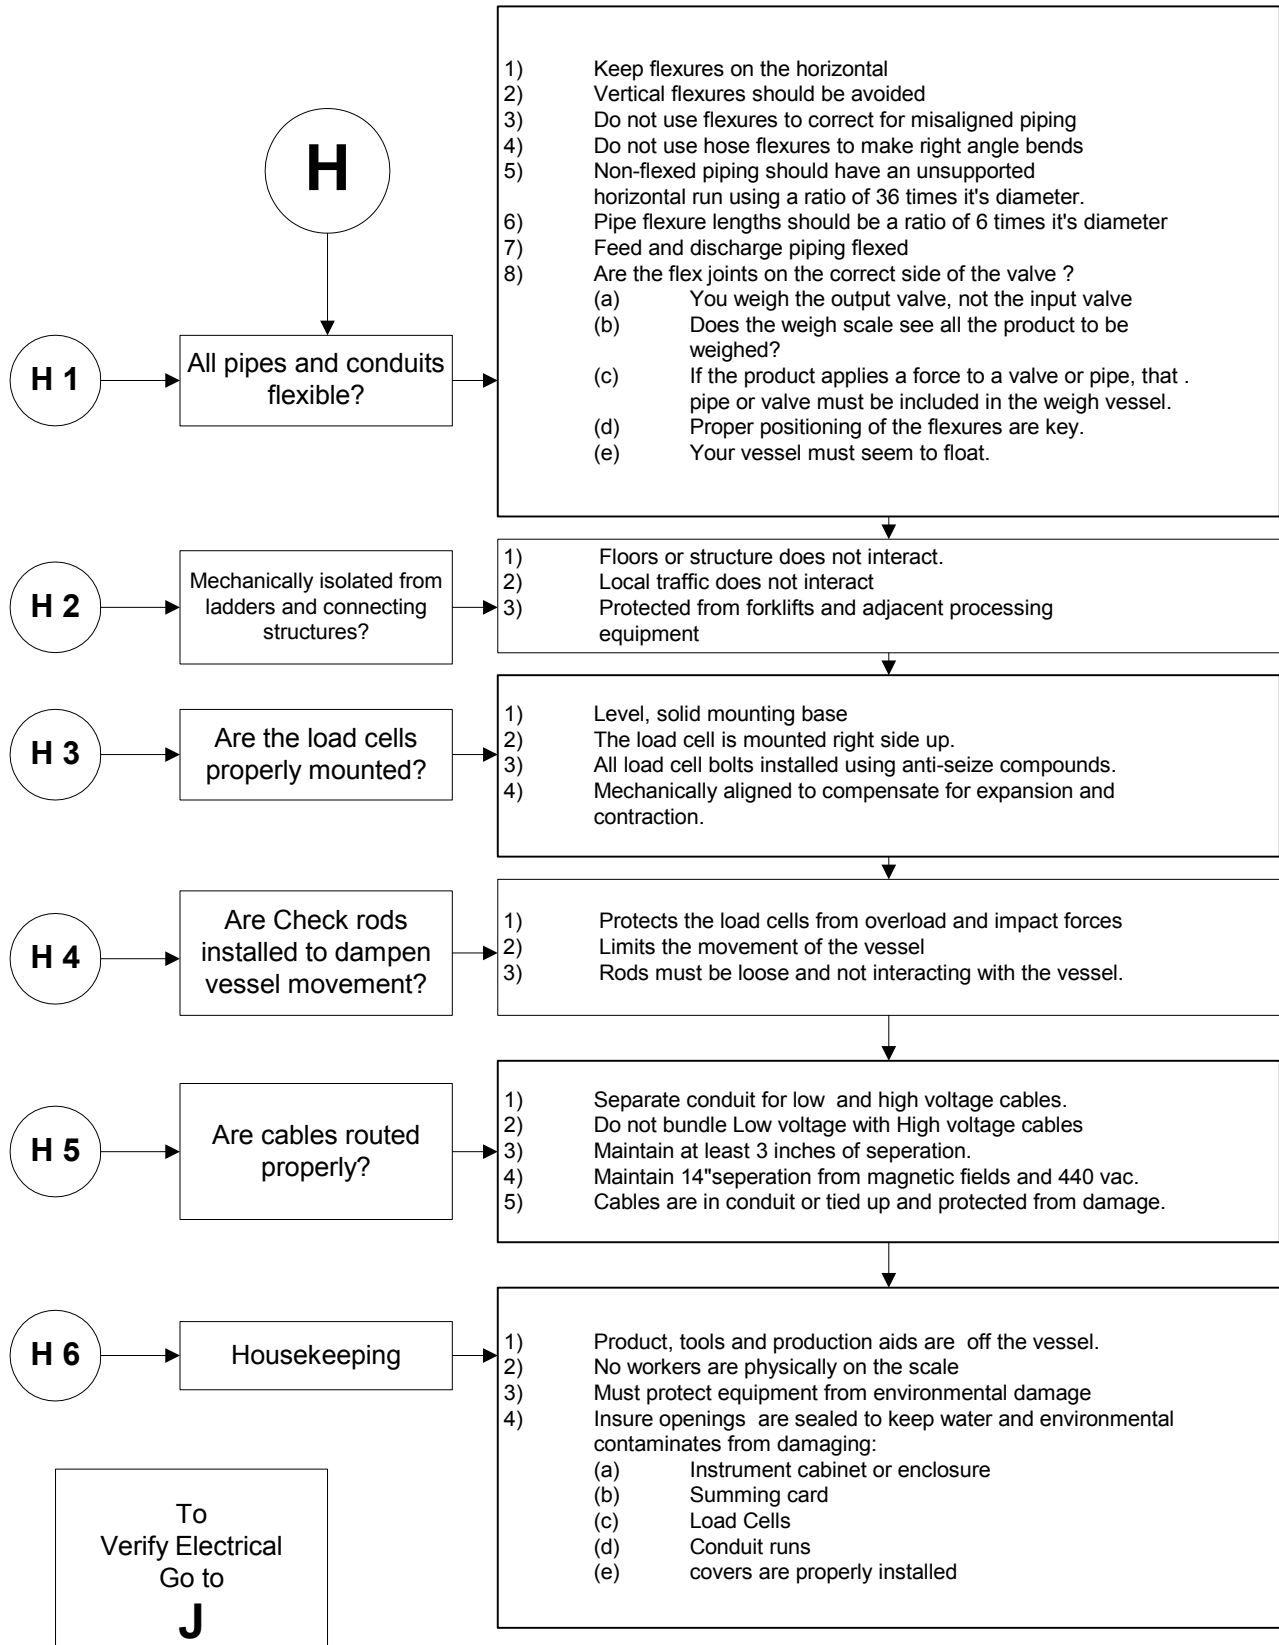 H
H 1
All pipes and conduits
flexible?
1) Keep flexures on the horizontal
2) Vertical flexures should be avoided
3) Do not use flexures to correct for misaligned piping
4) Do not use hose flexures to make right angle bends
5) Non-flexed piping should have an unsupported
horizontal run using a ratio of 36 times it's diameter.
6) Pipe flexure lengths should be a ratio of 6 times it's diameter
7) Feed and discharge piping flexed
8) Are the flex joints on the correct side of the valve ?
(a) You weigh the output valve, not the input valve
(b) Does the weigh scale see all the product to be
weighed?
(c) If the product applies a force to a valve or pipe, that .
pipe or valve must be included in the weigh vessel.
(d) Proper positioning of the flexures are key.
(e) Your vessel must seem to float.
H 2
Mechanically isolated from
ladders and connecting
structures?
1) Floors or structure does not interact.
2) Local traffic does not interact
3) Protected from forklifts and adjacent processing
equipment
H 3
Are the load cells
properly mounted?
1) Level, solid mounting base
2) The load cell is mounted right side up.
3) All load cell bolts installed using anti-seize compounds.
4) Mechanically aligned to compensate for expansion and
contraction.
H 4
Are Check rods
installed to dampen
vessel movement?
1) Protects the load cells from overload and impact forces
2) Limits the movement of the vessel
3) Rods must be loose and not interacting with the vessel.
H 5
Are cables routed
properly?
1) Separate conduit for low and high voltage cables.
2) Do not bundle Low voltage with High voltage cables
3) Maintain at least 3 inches of seperation.
4) Maintain 14"seperation from magnetic fields and 440 vac.
5) Cables are in conduit or tied up and protected from damage.
H 6
Housekeeping
1) Product, tools and production aids are off the vessel.
2) No workers are physically on the scale
3) Must protect equipment from environmental damage
4) Insure openings are sealed to keep water and environmental
contaminates from damaging:
(a) Instrument cabinet or enclosure
(b) Summing card
(c) Load Cells
(d) Conduit runs
(e) covers are properly installed
To
Verify Electrical
Go to
J